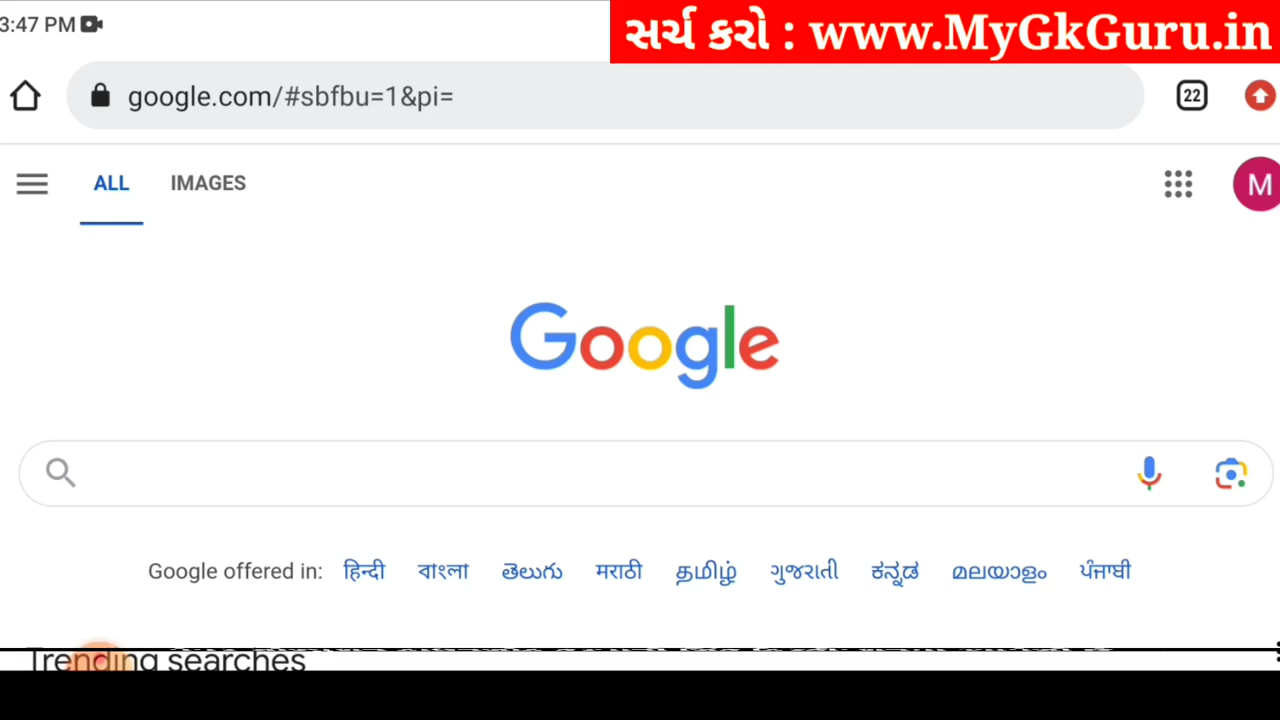 3:47 PM
સર્ચ કરો : www.MyGkGuru.in
google.com/#sbfbu=1&pi=
22
ALL IMAGES
M
Google
Google offered in: हिन्दी বাংলা తెలుగు मराठी தமிழ் ગુજરાતી ಕನ್ನಡ മലയാളം ਪੰਜਾਬੀ
Trending searches